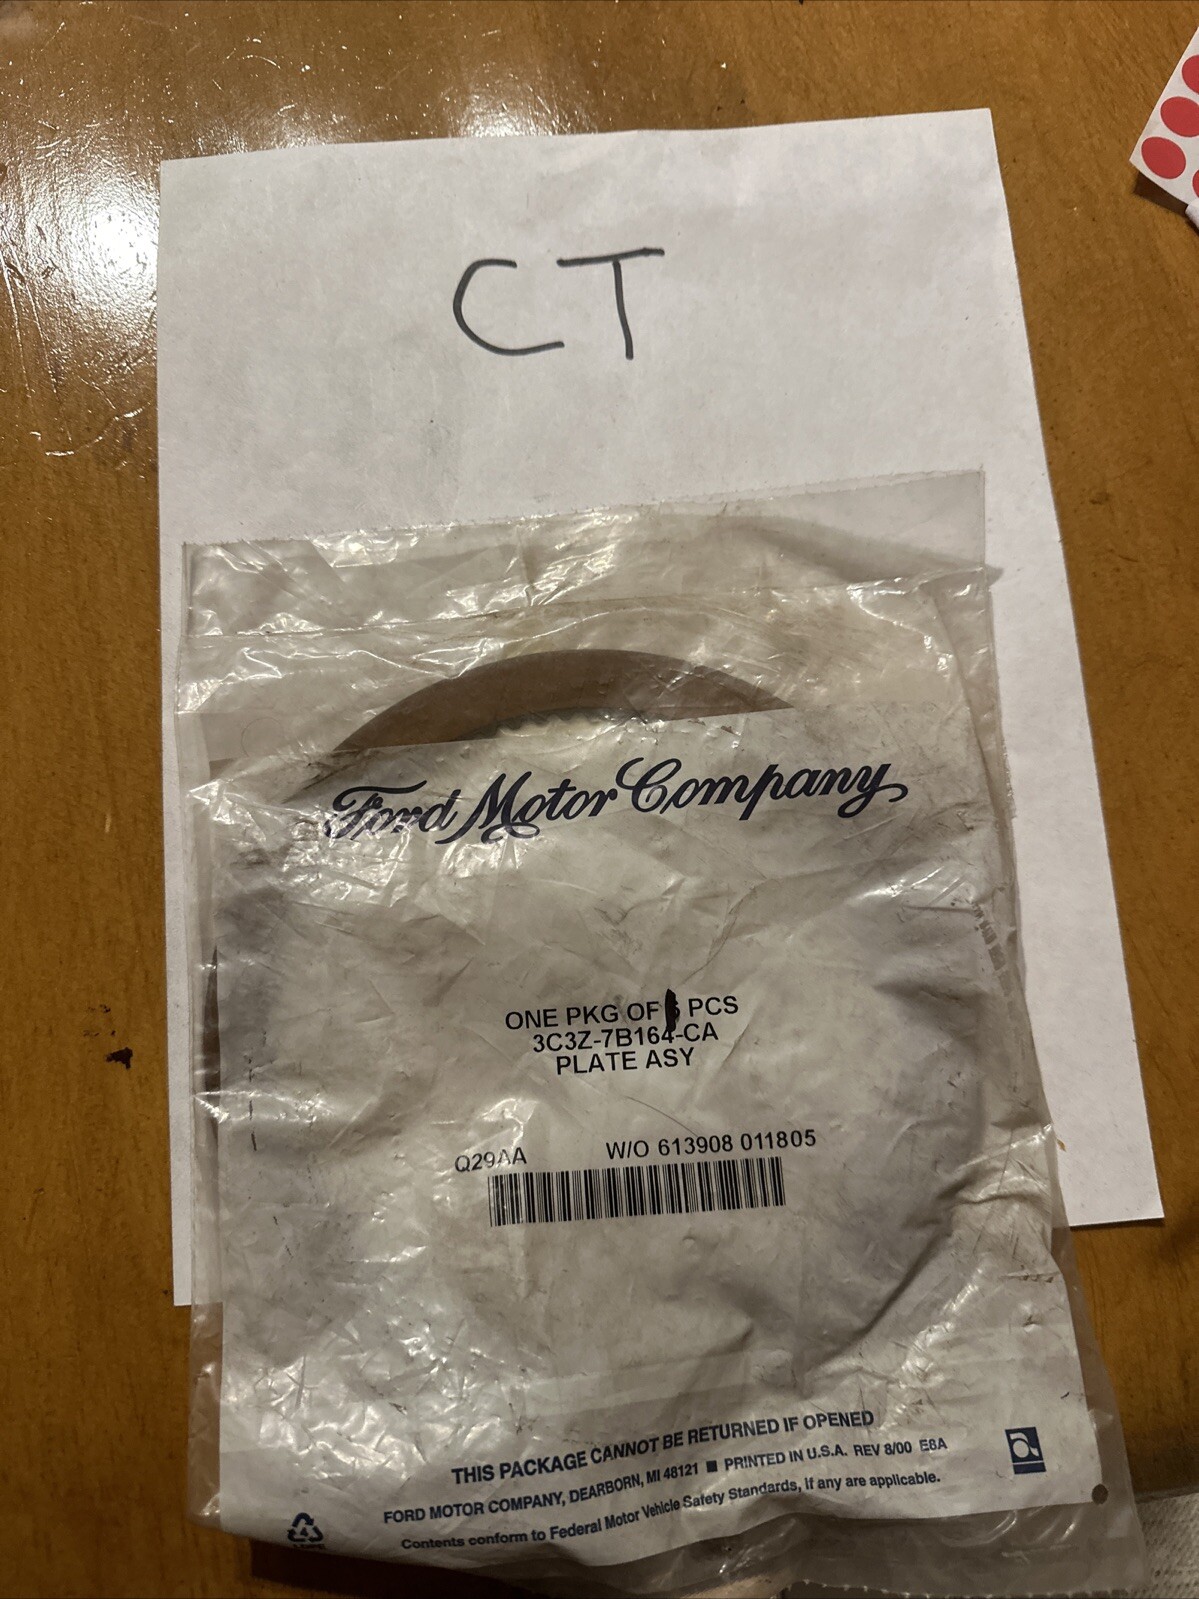 CT
Ford Motor Company
ONE PKG OF PCS
3C3Z-7B164-CA
PLATE ASY
Q29AA W/O 613908 011805
THIS PACKAGE CANNOT BE RETURNED IF OPENED
FORD MOTOR COMPANY, DEARBORN, MI 48121 ■ PRINTED IN U.S.A. REV 8/00 E8A
Contents conform to Federal Motor Vehicle Safety Standards, if any are applicable.
4